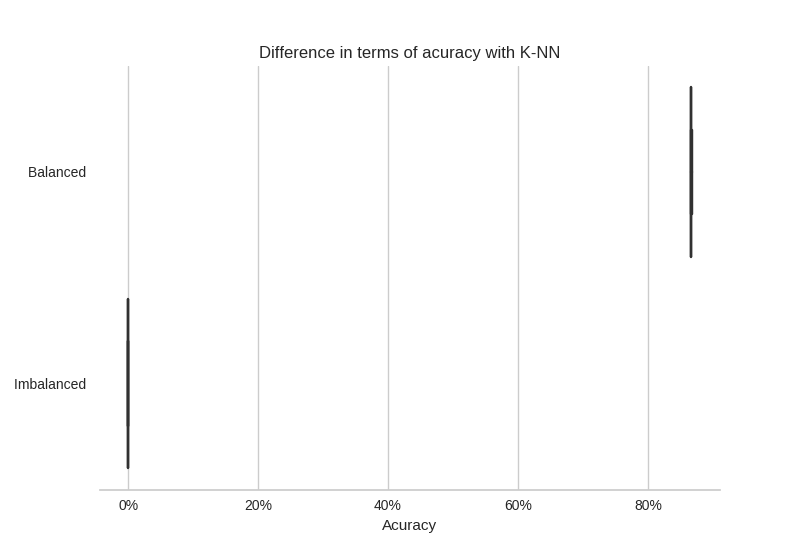 Difference in terms of acuracy with K-NN
Balanced
Imbalanced
0%
20%
40%
60%
80%
Acuracy